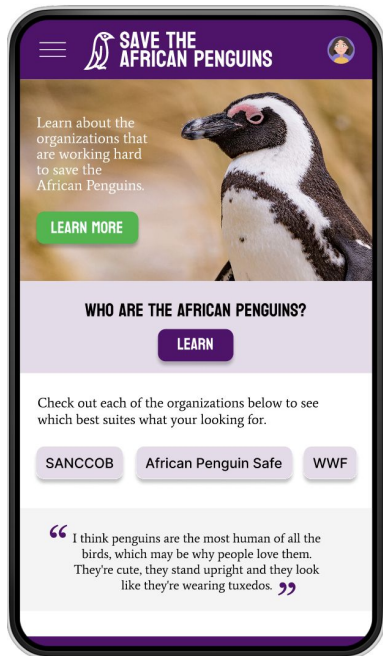 SAVE THE
AFRICAN PENGUINS
Learn about the
organizations that
are working hard
to save the
African Penguins.
LEARN MORE
WHO ARE THE AFRICAN PENGUINS?
LEARN
Check out each of the organizations below to see
which best suites what your looking for.
SANCCOB
African Penguin Safe
WWF
“ I think penguins are the most human of all the
birds, which may be why people love them.
They're cute, they stand upright and they look
like they're wearing tuxedos. ”